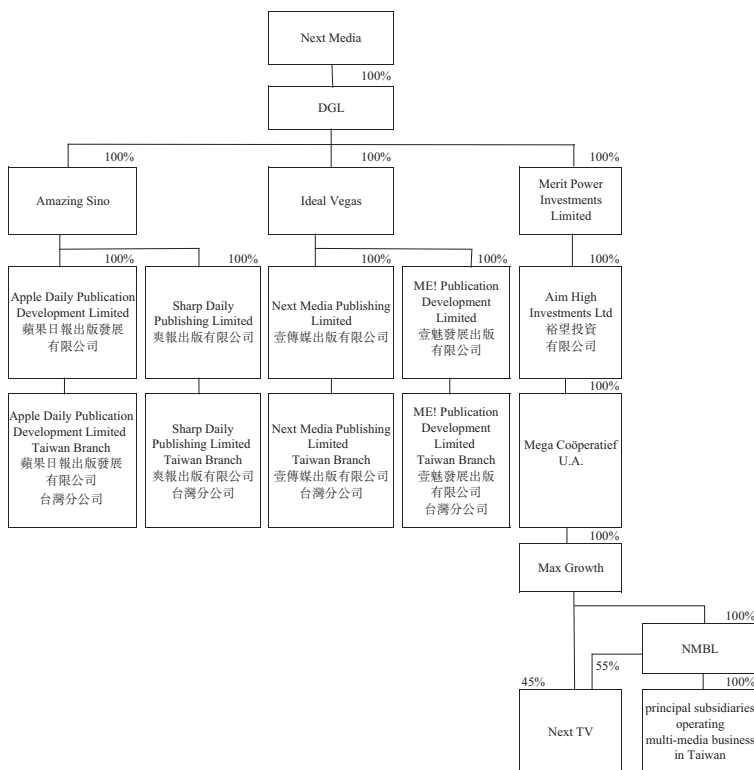 Next Media
100%
DGL
100%
100%
100%
Amazing Sino
Ideal Vegas
Merit Power
Investments
Limited
100%
100%
100%
100%
100%
Apple Daily Publication
Development Limited
蘋果日報出版發展
有限公司
Sharp Daily
Publishing Limited
爽報出版有限公司
Next Media Publishing
Limited
壹傳媒出版有限公司
ME! Publication
Development
Limited
壹魅發展出版
有限公司
Aim High
Investments Ltd
裕望投資
有限公司
100%
Apple Daily Publication
Development Limited
Taiwan Branch
蘋果日報出版發展
有限公司
台灣分公司
Sharp Daily
Publishing Limited
Taiwan Branch
爽報出版有限公司
台灣分公司
Next Media Publishing
Limited
Taiwan Branch
壹傳媒出版有限公司
台灣分公司
ME! Publication
Development
Limited
Taiwan Branch
壹魅發展出版
有限公司
台灣分公司
Mega Coöperatief
U.A.
100%
Max Growth
100%
NMBL
55%
45%
100%
Next TV
principal subsidiaries
operating
multi-media business
in Taiwan